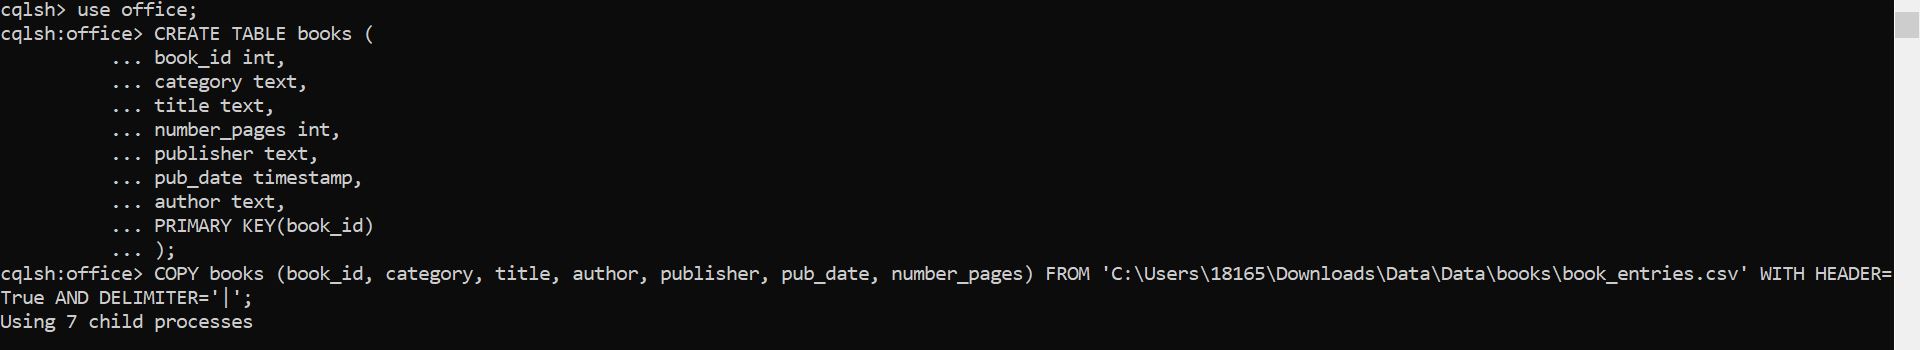 cqlsh> use office;
cqlsh:office> CREATE TABLE books (
          ... book_id int,
          ... category text,
          ... title text,
          ... number_pages int,
          ... publisher text,
          ... pub_date timestamp,
          ... author text,
          ... PRIMARY KEY(book_id)
          ... );
cqlsh:office> COPY books (book_id, category, title, author, publisher, pub_date, number_pages) FROM 'C:\Users\18165\Downloads\Data\Data\books\book_entries.csv' WITH HEADER=
True AND DELIMITER='|';
Using 7 child processes